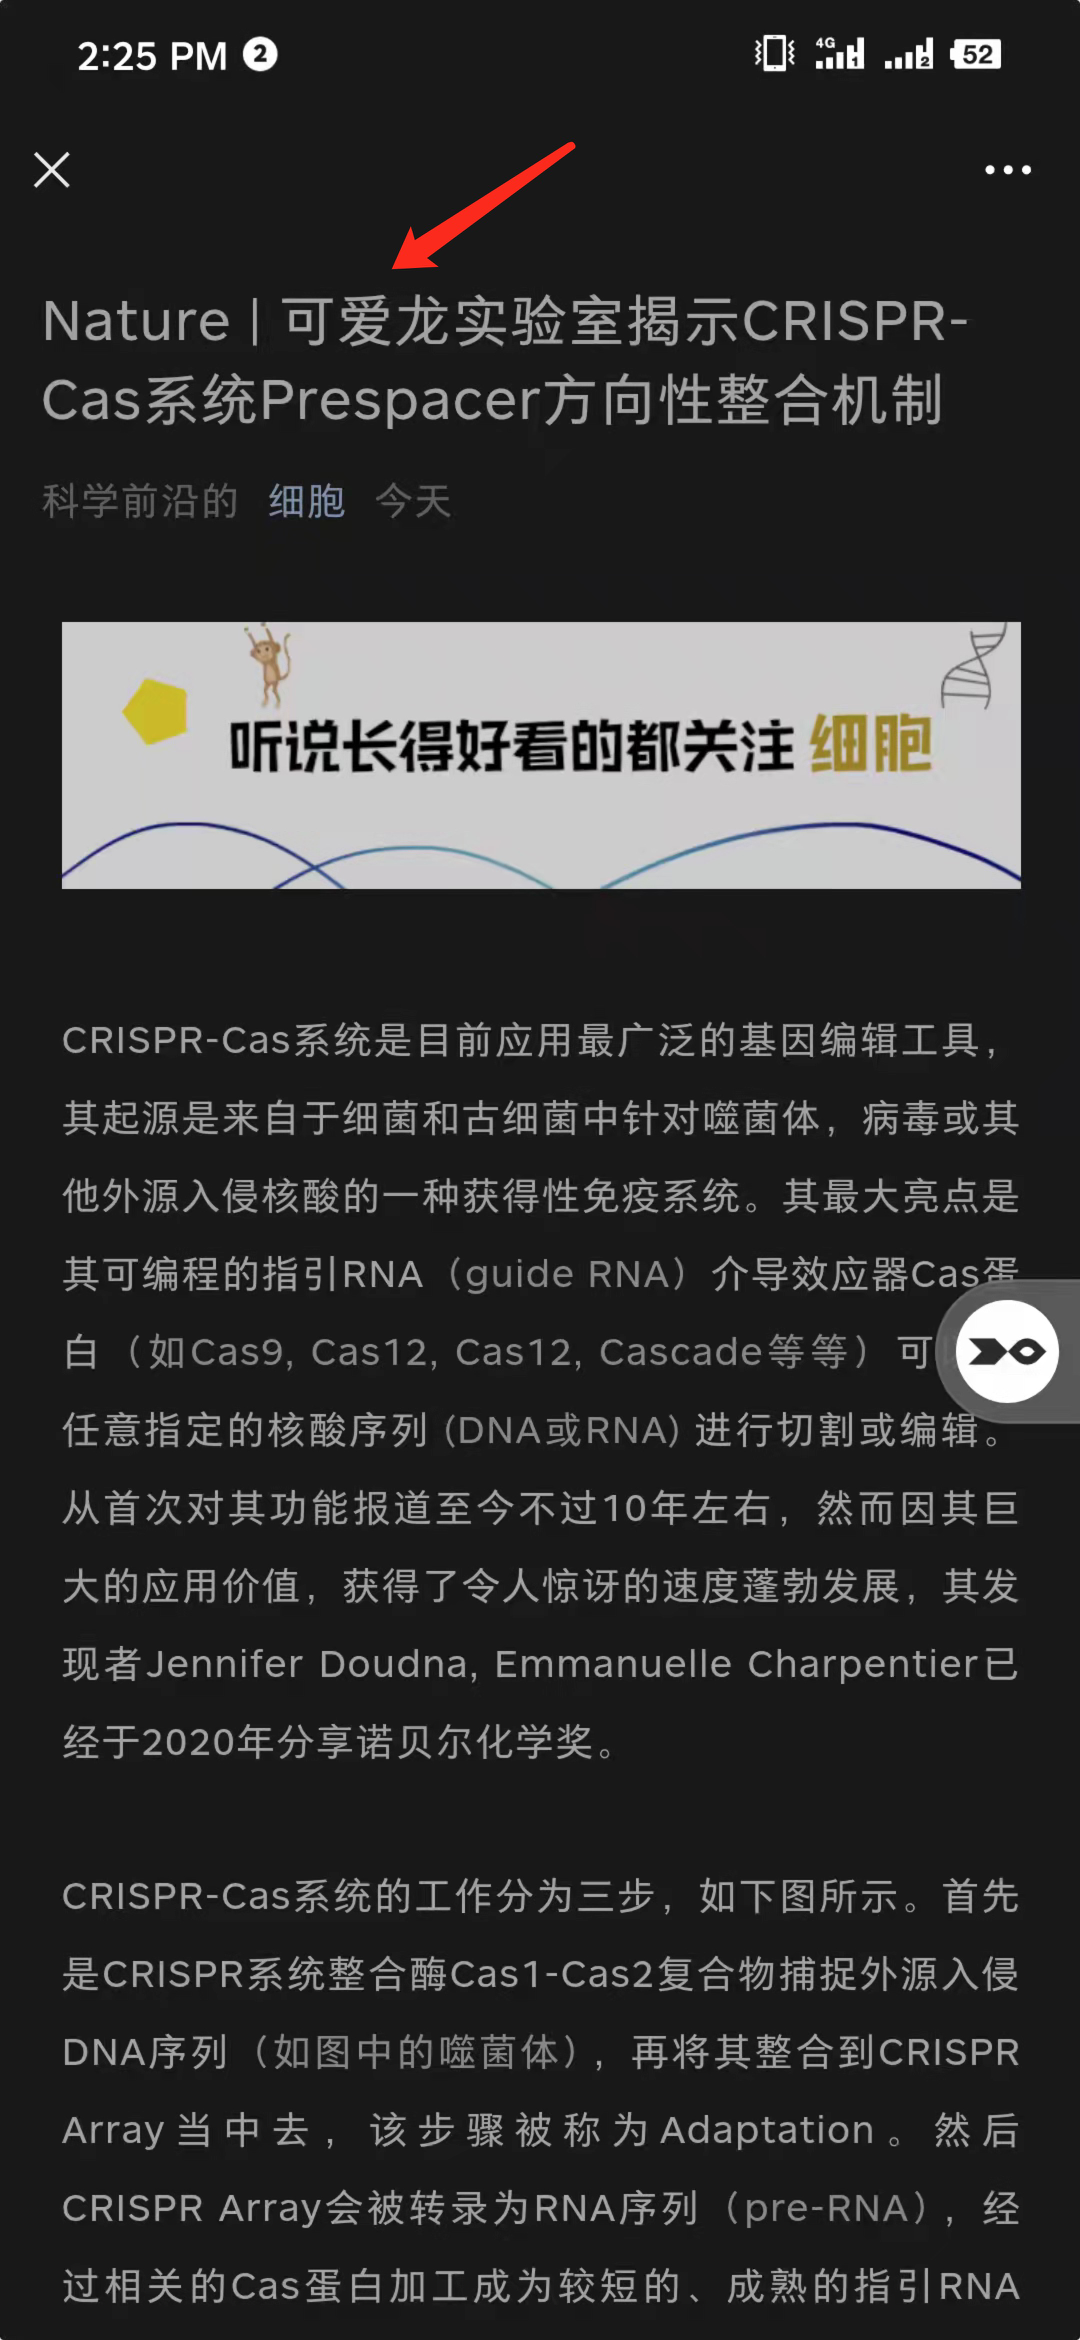 2:25 PM 2
4G 1 2 52
Nature | 可爱龙实验室揭示CRISPR-
Cas系统Prespacer方向性整合机制
科学前沿的 细胞 今天
听说长得好看的都关注 细胞
CRISPR-Cas系统是目前应用最广泛的基因编辑工具，
其起源是来自于细菌和古细菌中针对噬菌体，病毒或其
他外源入侵核酸的一种获得性免疫系统。其最大亮点是
其可编程的指引RNA（guide RNA）介导效应器Cas蛋
白（如Cas9, Cas12, Cas12, Cascade等等）可
任意指定的核酸序列 (DNA或RNA) 进行切割或编辑。
从首次对其功能报道至今不过10年左右，然而因其巨
大的应用价值，获得了令人惊讶的速度蓬勃发展，其发
现者Jennifer Doudna, Emmanuelle Charpentier已
经于2020年分享诺贝尔化学奖。
CRISPR-Cas系统的工作分为三步，如下图所示。首先
是CRISPR系统整合酶Cas1-Cas2复合物捕捉外源入侵
DNA序列（如图中的噬菌体），再将其整合到CRISPR
Array当中去，该步骤被称为Adaptation。然后
CRISPR Array会被转录为RNA序列（pre-RNA），经
过相关的Cas蛋白加工成为较短的、成熟的指引RNA